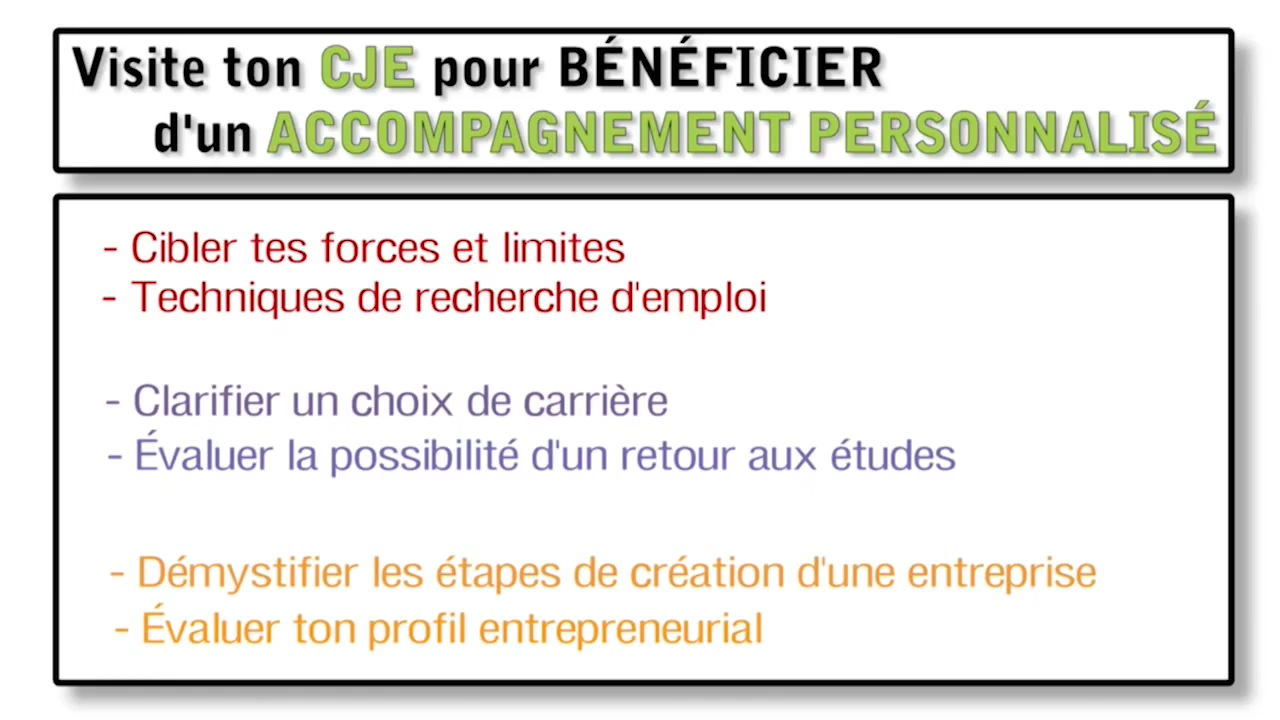 Visite ton CJE pour BÉNÉFICIER
d'un ACCOMPAGNEMENT PERSONNALISÉ
- Cibler tes forces et limites
- Techniques de recherche d'emploi
- Clarifier un choix de carrière
- Évaluer la possibilité d'un retour aux études
- Démystifier les étapes de création d'une entreprise
- Évaluer ton profil entrepreneurial